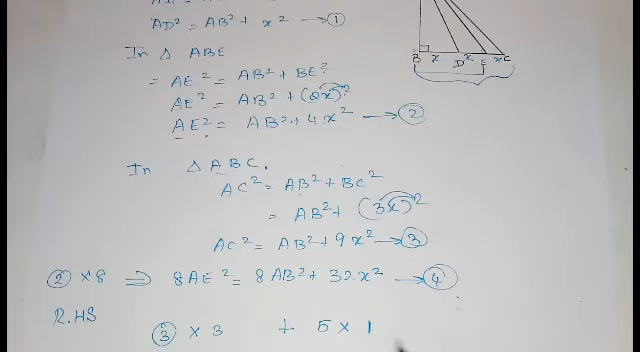 AD² = AB² + x² → ①
In Δ ABE
= AE² = AB² + BE²
AE² = AB² + (2x)²
AE² = AB² + 4x² → ②
B x D x E x C
In Δ ABC.
AC² = AB² + BC²
= AB² + (3x)²
AC² = AB² + 9x² → ③
② × 8 ⇒ 8AE² = 8AB² + 32x² → ④
R.HS
③ × 3 + 5 × 1